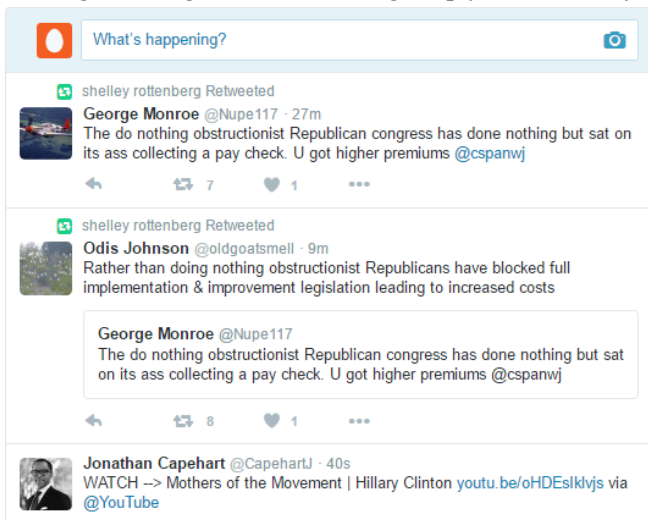 What's happening?
shelley rottenberg Retweeted
George Monroe @Nupe117 · 27m
The do nothing obstructionist Republican congress has done nothing but sat on
its ass collecting a pay check. U got higher premiums @cspanwj
7 1
shelley rottenberg Retweeted
Odis Johnson @oldgoatsmell · 9m
Rather than doing nothing obstructionist Republicans have blocked full
implementation & improvement legislation leading to increased costs
George Monroe @Nupe117
The do nothing obstructionist Republican congress has done nothing but sat
on its ass collecting a pay check. U got higher premiums @cspanwj
8 1
Jonathan Capehart @CapehartJ · 40s
WATCH --> Mothers of the Movement | Hillary Clinton youtu.be/oHDEsIkIvjs via
@YouTube